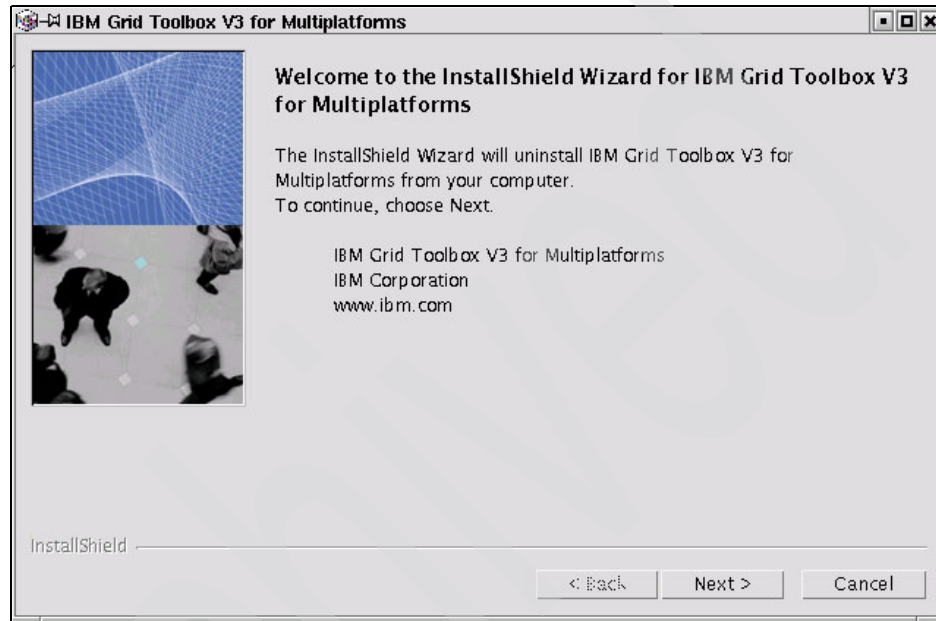 IBM Grid Toolbox V3 for Multiplatforms
Welcome to the InstallShield Wizard for IBM Grid Toolbox V3
for Multiplatforms
The InstallShield Wizard will uninstall IBM Grid Toolbox V3 for
Multiplatforms from your computer.
To continue, choose Next.
IBM Grid Toolbox V3 for Multiplatforms
IBM Corporation
www.ibm.com
InstallShield
< Back Next > Cancel